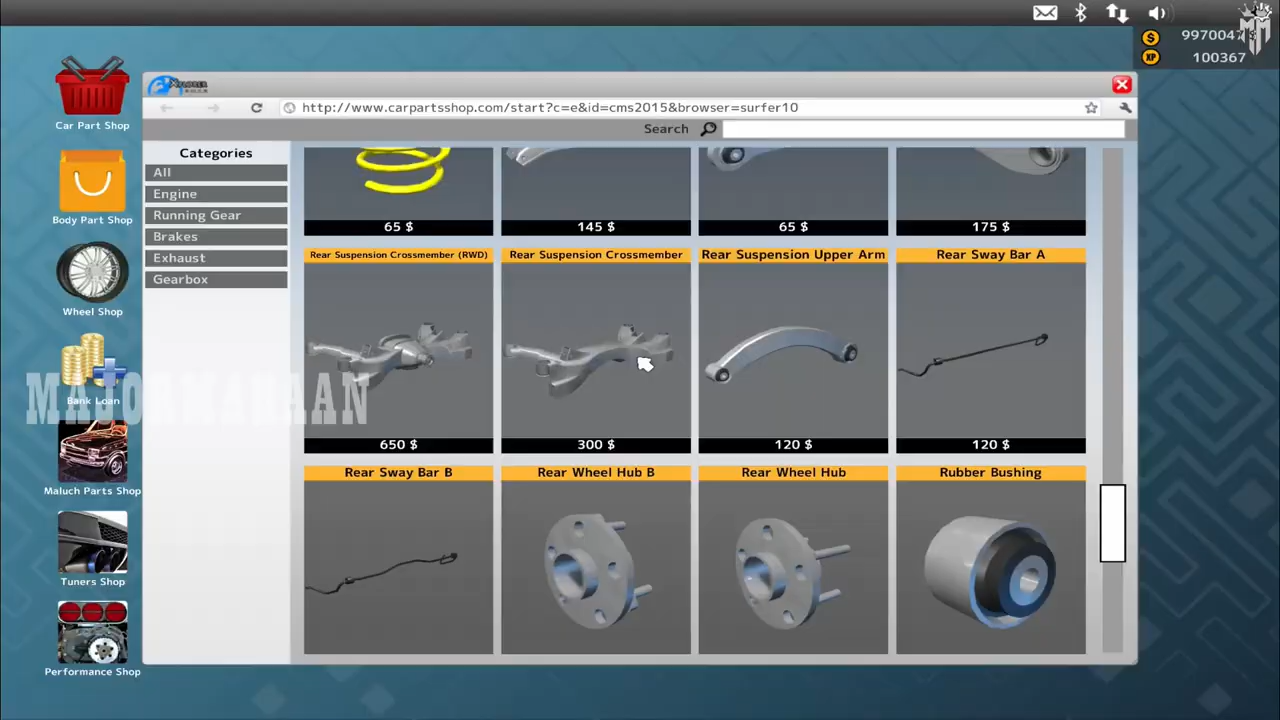 9970047
100367
Car Part Shop
Body Part Shop
Wheel Shop
Bank Loan
Maluch Parts Shop
Tuners Shop
Performance Shop
MAJOR
http://www.carpartsshop.com/start?c=e&id=cms2015&browser=surfer10
Search
Categories
All
Engine
Running Gear
Brakes
Exhaust
Gearbox
65 $
145 $
65 $
175 $
Rear Suspension Crossmember (RWD)
Rear Suspension Crossmember
Rear Suspension Upper Arm
Rear Sway Bar A
650 $
300 $
120 $
120 $
Rear Sway Bar B
Rear Wheel Hub B
Rear Wheel Hub
Rubber Bushing